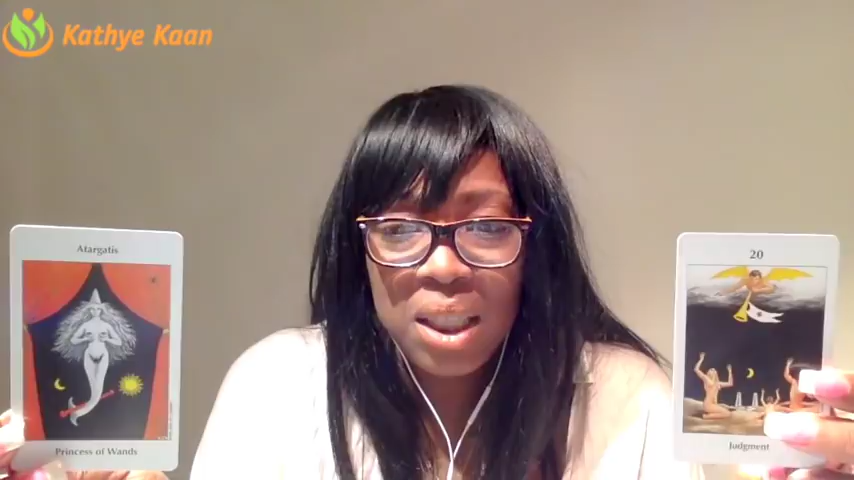 Kathye Kaan
Atargatis
Princess of Wands
20
Judgment